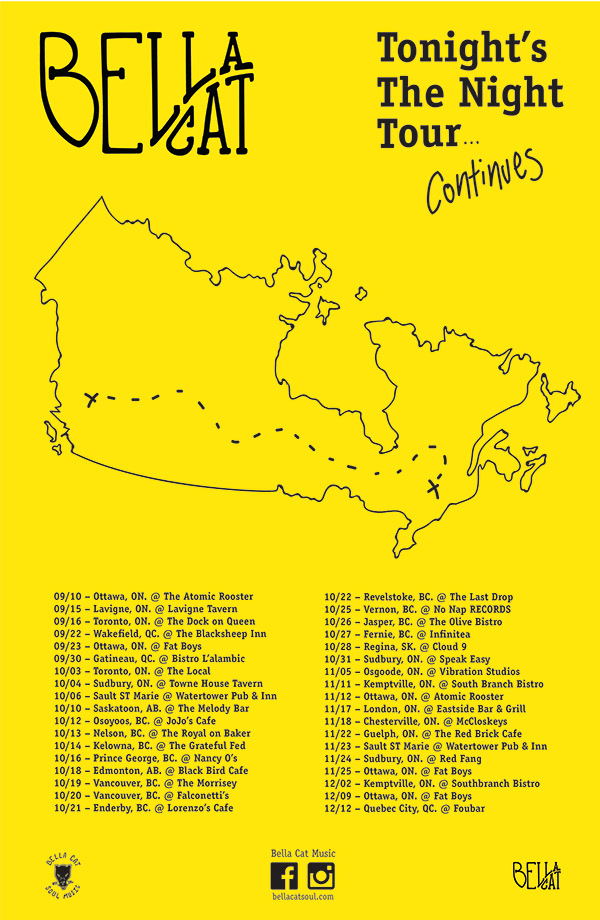 BELLA CAT
Tonight's
The Night
Tour...
Continues
09/10 – Ottawa, ON. @ The Atomic Rooster
09/15 – Lavigne, ON. @ Lavigne Tavern
09/16 – Toronto, ON. @ The Dock on Queen
09/22 – Wakefield, QC. @ The Blacksheep Inn
09/23 – Ottawa, ON. @ Fat Boys
09/30 – Gatineau, QC. @ Bistro L'alambic
10/03 – Toronto, ON. @ The Local
10/04 – Sudbury, ON. @ Towne House Tavern
10/06 – Sault ST Marie @ Watertower Pub & Inn
10/10 – Saskatoon, AB. @ The Melody Bar
10/12 – Osoyoos, BC. @ JoJo's Cafe
10/13 – Nelson, BC. @ The Royal on Baker
10/14 – Kelowna, BC. @ The Grateful Fed
10/16 – Prince George, BC. @ Nancy O's
10/18 – Edmonton, AB. @ Black Bird Cafe
10/19 – Vancouver, BC. @ The Morrisey
10/20 – Vancouver, BC. @ Falconetti's
10/21 – Enderby, BC. @ Lorenzo's Cafe
10/22 – Revelstoke, BC. @ The Last Drop
10/25 – Vernon, BC. @ No Nap RECORDS
10/26 – Jasper, BC. @ The Olive Bistro
10/27 – Fernie, BC. @ Infinitea
10/28 – Regina, SK. @ Cloud 9
10/31 – Sudbury, ON. @ Speak Easy
11/05 – Osgoode, ON. @ Vibration Studios
11/11 – Kemptville, ON. @ South Branch Bistro
11/12 – Ottawa, ON. @ Atomic Rooster
11/17 – London, ON. @ Eastside Bar & Grill
11/18 – Chesterville, ON. @ McCloskeys
11/22 – Guelph, ON. @ The Red Brick Cafe
11/23 – Sault ST Marie @ Watertower Pub & Inn
11/24 – Sudbury, ON. @ Red Fang
11/25 – Ottawa, ON. @ Fat Boys
12/02 – Kemptville, ON. @ Southbranch Bistro
12/09 – Ottawa, ON. @ Fat Boys
12/12 – Quebec City, QC. @ Foubar
BELLA CAT
SOUL MUSIC
Bella Cat Music
bellacatsoul.com
BELLA CAT